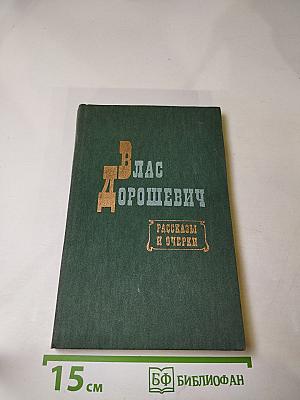 ВЛАС
ДОРОШЕВИЧ
РАССКАЗЫ
И ОЧЕРКИ
15 см
БФ БИБЛИОФАН